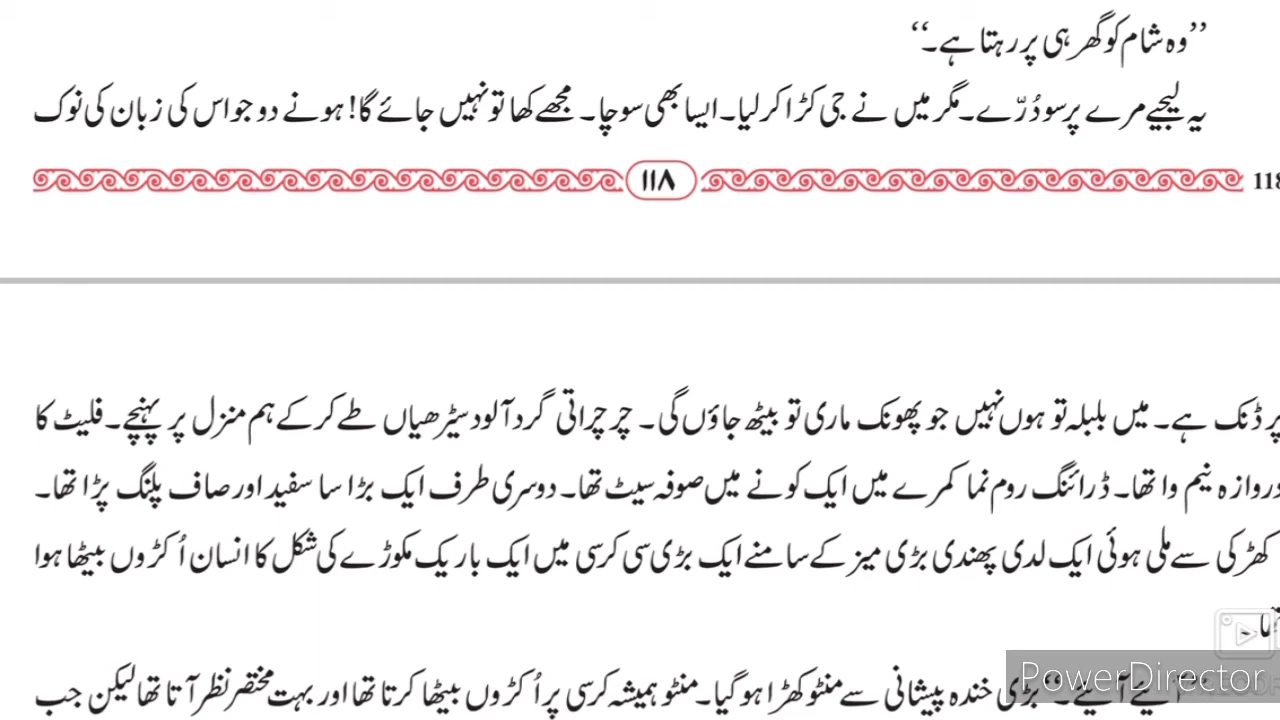 ’’وہ شام کو گھر ہی پر رہتا ہے۔‘‘
یہ لیجیے مرے پر سو دُرّے۔ مگر میں نے جی کڑا کر لیا۔ ایسا بھی سوچا۔ مجھے کھا تو نہیں جائے گا! ہونے دو جو اس کی زبان کی نوک
۱۱۸
118
پر ڈنک ہے۔ میں بلبلہ تو ہوں نہیں جو پھونک ماری تو بیٹھ جاؤں گی۔ چرچراتی گرد آلود سیڑھیاں طے کر کے ہم منزل پر پہنچے۔ فلیٹ کا
دروازہ نیم وا تھا۔ ڈرائنگ روم نما کمرے میں ایک کونے میں صوفہ سیٹ تھا۔ دوسری طرف ایک بڑا سا سفید اور صاف پلنگ پڑا تھا۔
کھڑکی سے ملی ہوئی ایک لدی پھندی بڑی میز کے سامنے ایک بڑی سی کرسی میں ایک باریک مکوڑے کی شکل کا انسان اُکڑوں بیٹھا ہوا
تھا۔
آیئے۔‘‘ بڑی خندہ پیشانی سے منٹو کھڑا ہو گیا۔ منٹو ہمیشہ کرسی پر اُکڑوں بیٹھا کرتا تھا اور بہت مختصر نظر آتا تھا لیکن جب
PowerDirector